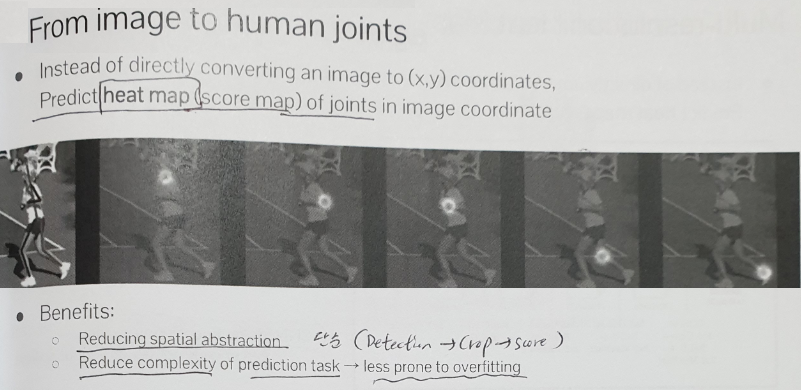 From image to human joints
● Instead of directly converting an image to (x,y) coordinates,
Predict heat map (score map) of joints in image coordinate
● Benefits:
○ Reducing spatial abstraction 단순 (Detection → Crop → Score)
○ Reduce complexity of prediction task → less prone to overfitting